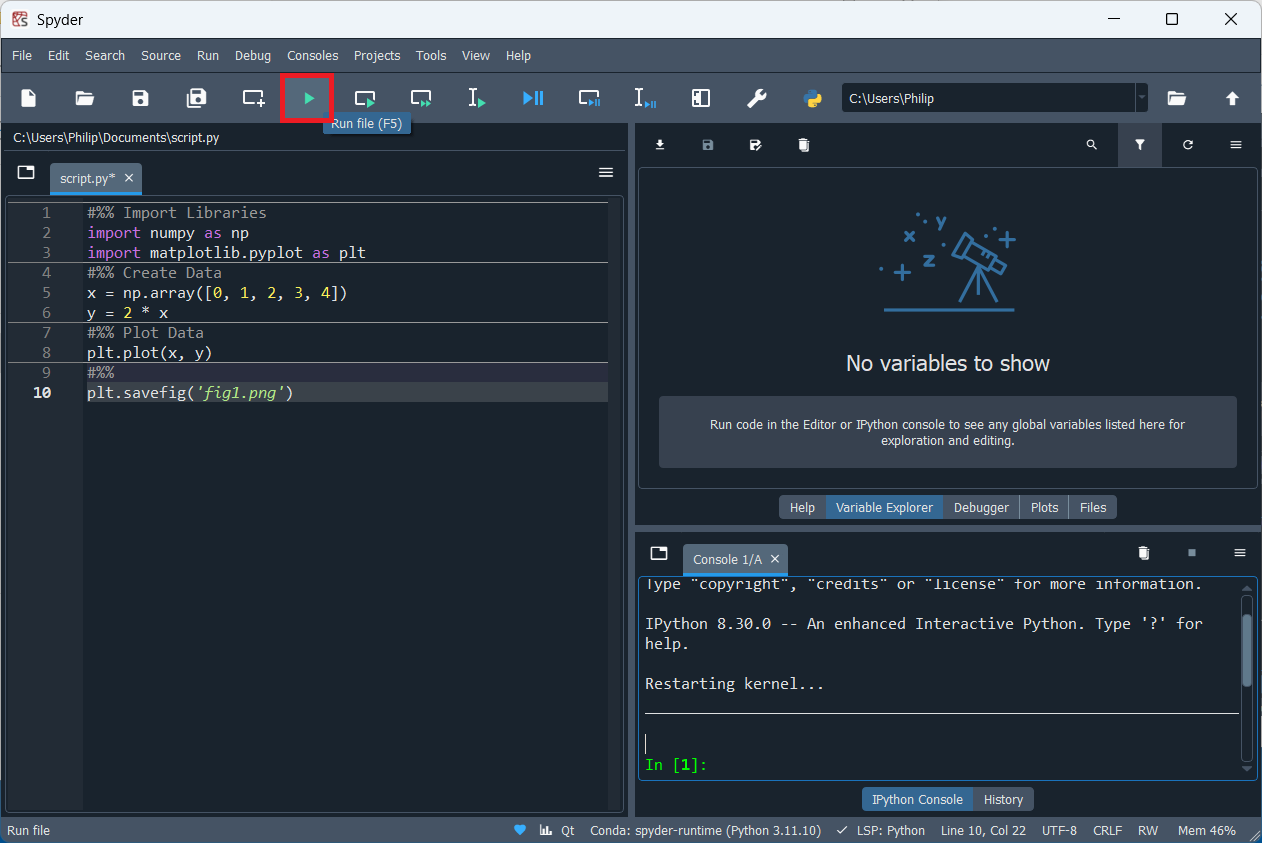 Spyder
File Edit Search Source Run Debug Consoles Projects Tools View Help
C:\Users\Philip
Run file (F5)
C:\Users\Philip\Documents\script.py
script.py*
1 #%% Import Libraries
2 import numpy as np
3 import matplotlib.pyplot as plt
4 #%% Create Data
5 x = np.array([0, 1, 2, 3, 4])
6 y = 2 * x
7 #%% Plot Data
8 plt.plot(x, y)
9 #%%
10 plt.savefig('fig1.png')
x y z
No variables to show
Run code in the Editor or IPython console to see any global variables listed here for
exploration and editing.
Help Variable Explorer Debugger Plots Files
Console 1/A
Type "copyright", "credits" or "license" for more information.
IPython 8.30.0 -- An enhanced Interactive Python. Type '?' for
help.
Restarting kernel...
In [1]:
IPython Console History
Run file Qt Conda: spyder-runtime (Python 3.11.10) LSP: Python Line 10, Col 22 UTF-8 CRLF RW Mem 46%